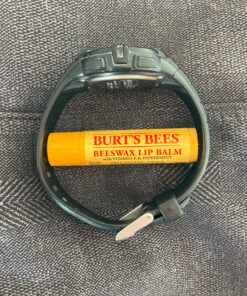 BURT'S BEES
BEESWAX LIP BALM
with VITAMIN E & PEPPERMINT